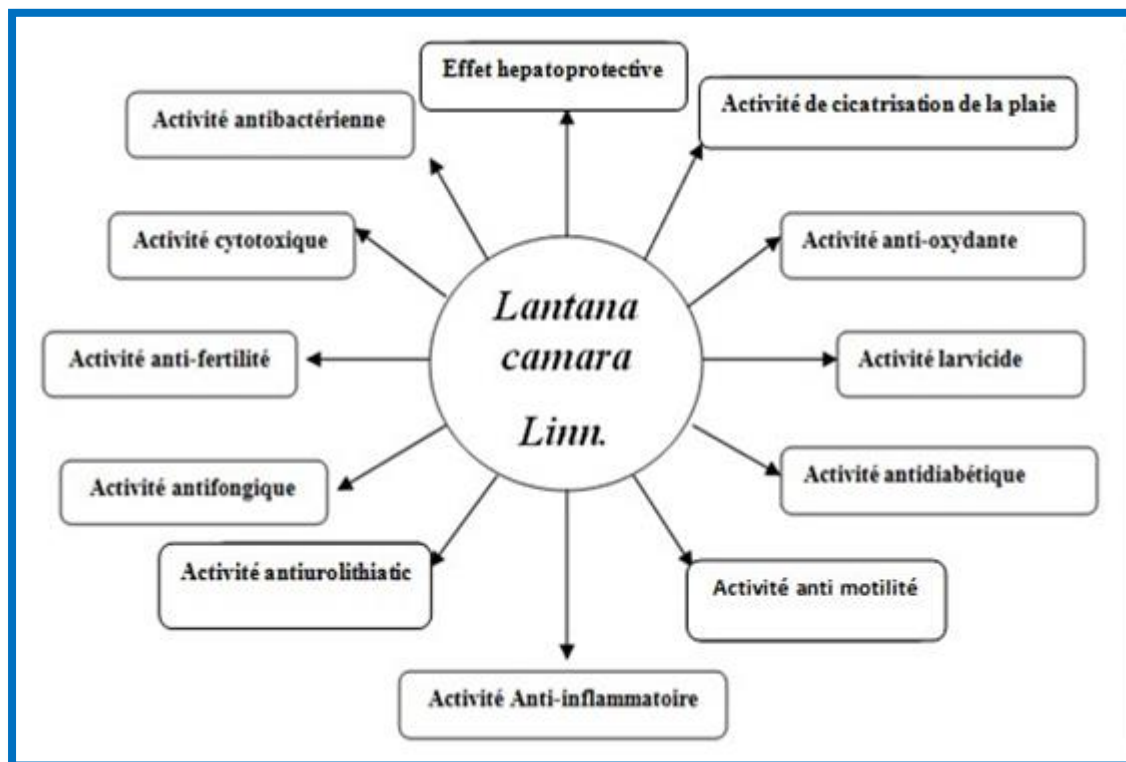 Effet hepatoprotective
Activité de cicatrisation de la plaie
Activité antibactérienne
Activité cytotoxique
Activité anti-oxydante
Lantana
camara
Linn.
Activité anti-fertilité
Activité larvicide
Activité antifongique
Activité antidiabétique
Activité antiurolithiatic
Activité anti motilité
Activité Anti-inflammatoire